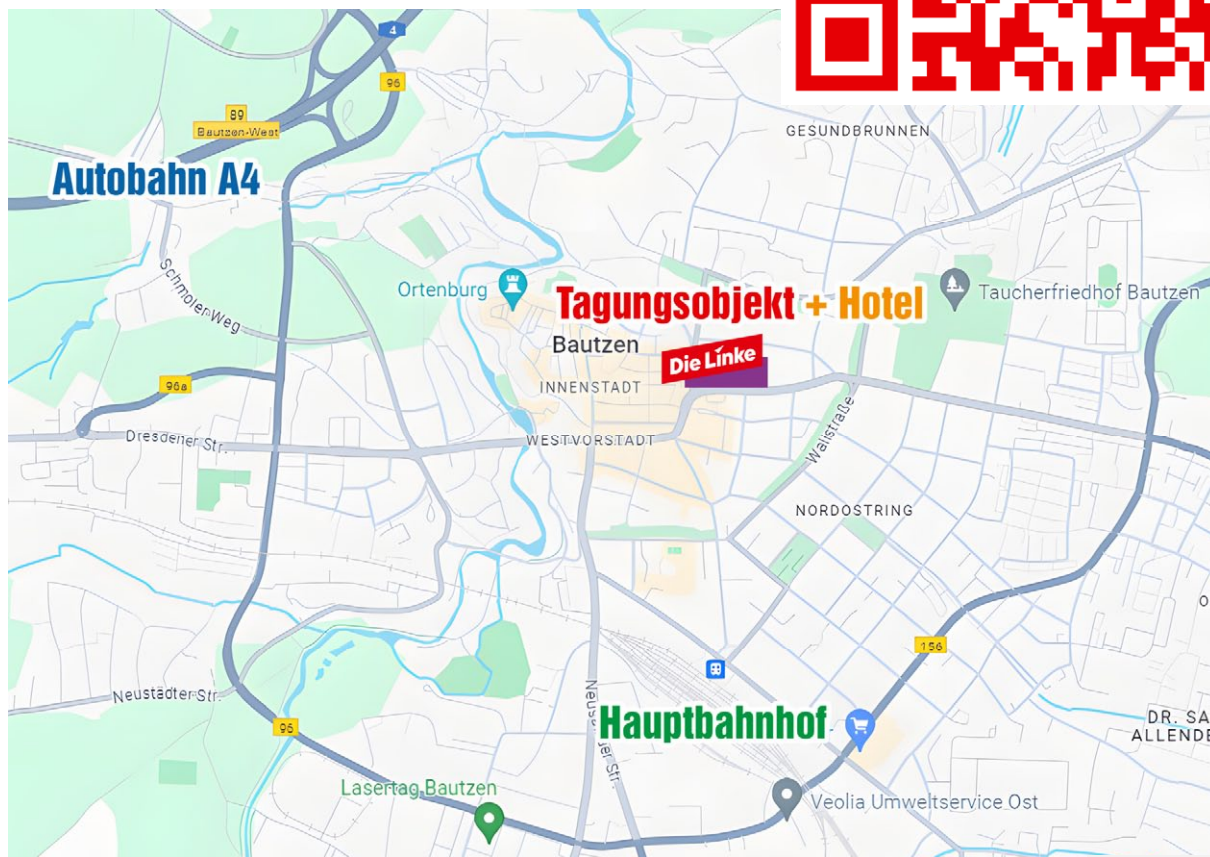 4
96
89
Bautzen-West
GESUNDBRUNNEN
Autobahn A4
Schmoler Weg
Ortenburg
Tagungsobjekt + Hotel
Taucherfriedhof Bautzen
Bautzen
Die Linke
INNENSTADT
96a
Dresdener Str.
WESTVORSTADT
Wallstraße
NORDOSTRING
156
Neustädter Str.
Hauptbahnhof
DR. SA
ALLENDE
96
Lasertag Bautzen
Veolia Umweltservice Ost